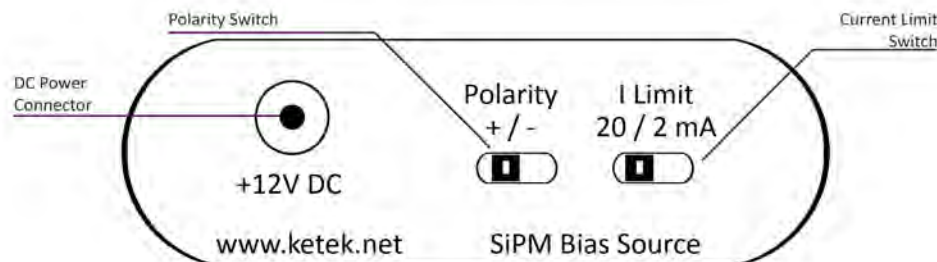 Polarity Switch
Current Limit
Switch
DC Power
Connector
Polarity
+ / -
I Limit
20 / 2 mA
+12V DC
www.ketek.net
SiPM Bias Source